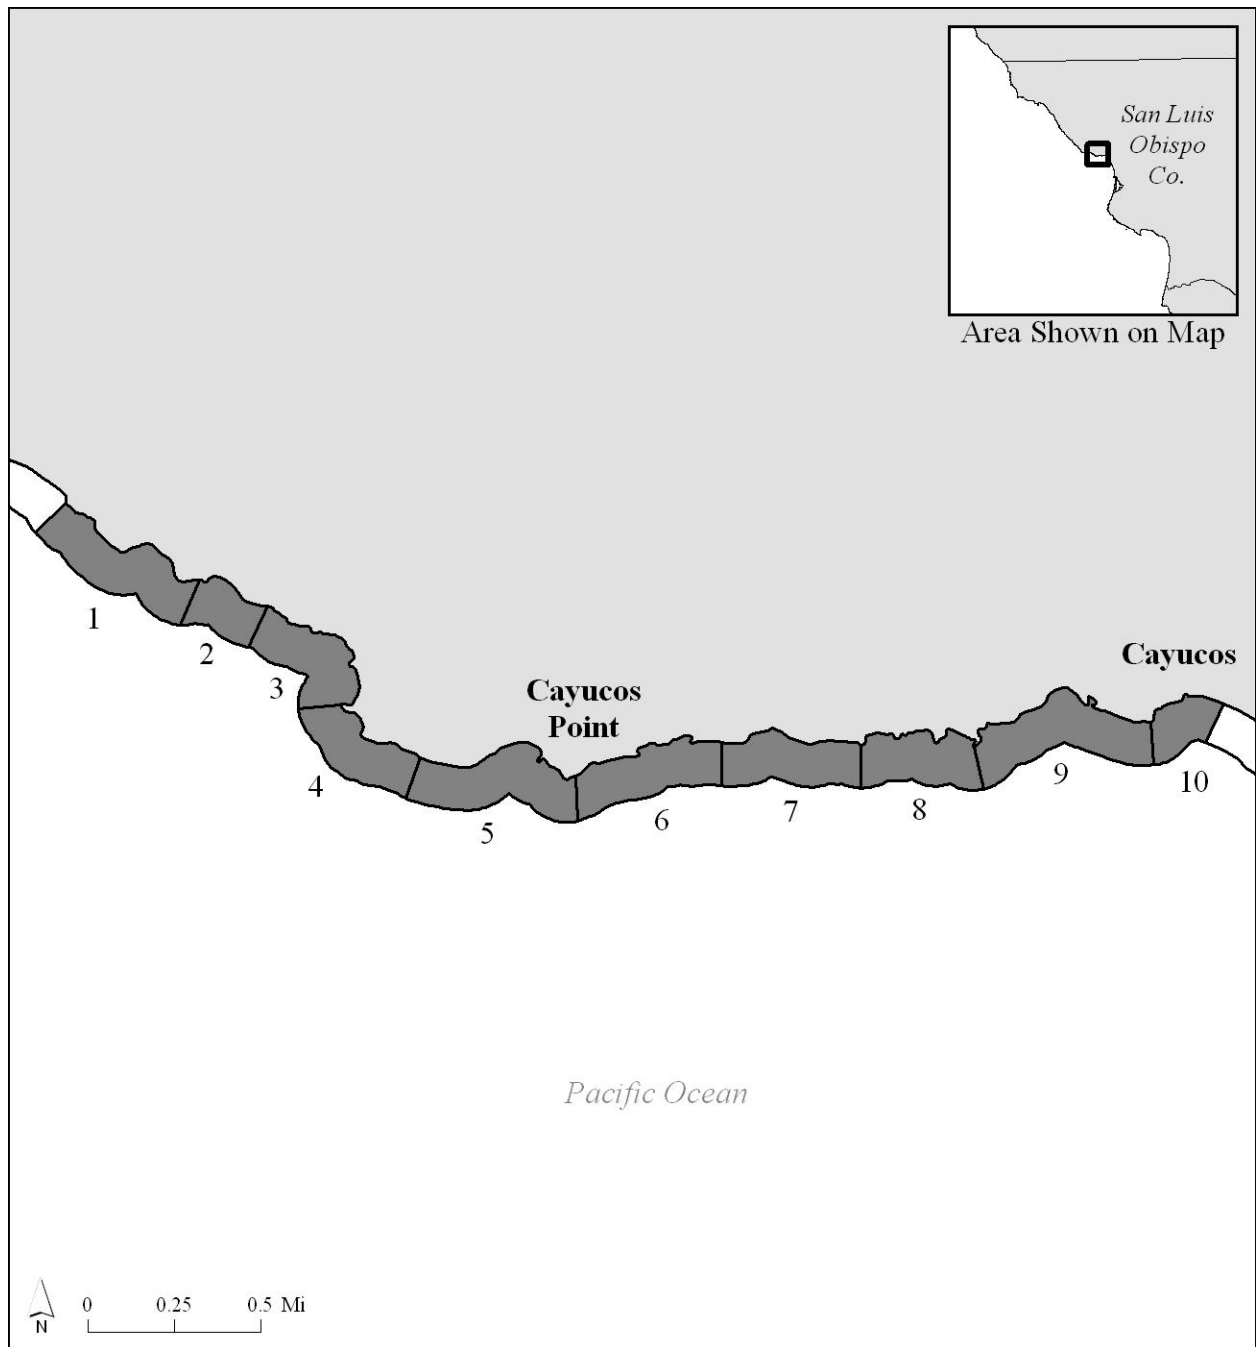 San Luis
Obispo
Co.
Area Shown on Map
1
2
3
4
5
6
7
8
9
10
Cayucos
Point
Cayucos
Pacific Ocean
N
0 0.25 0.5 Mi